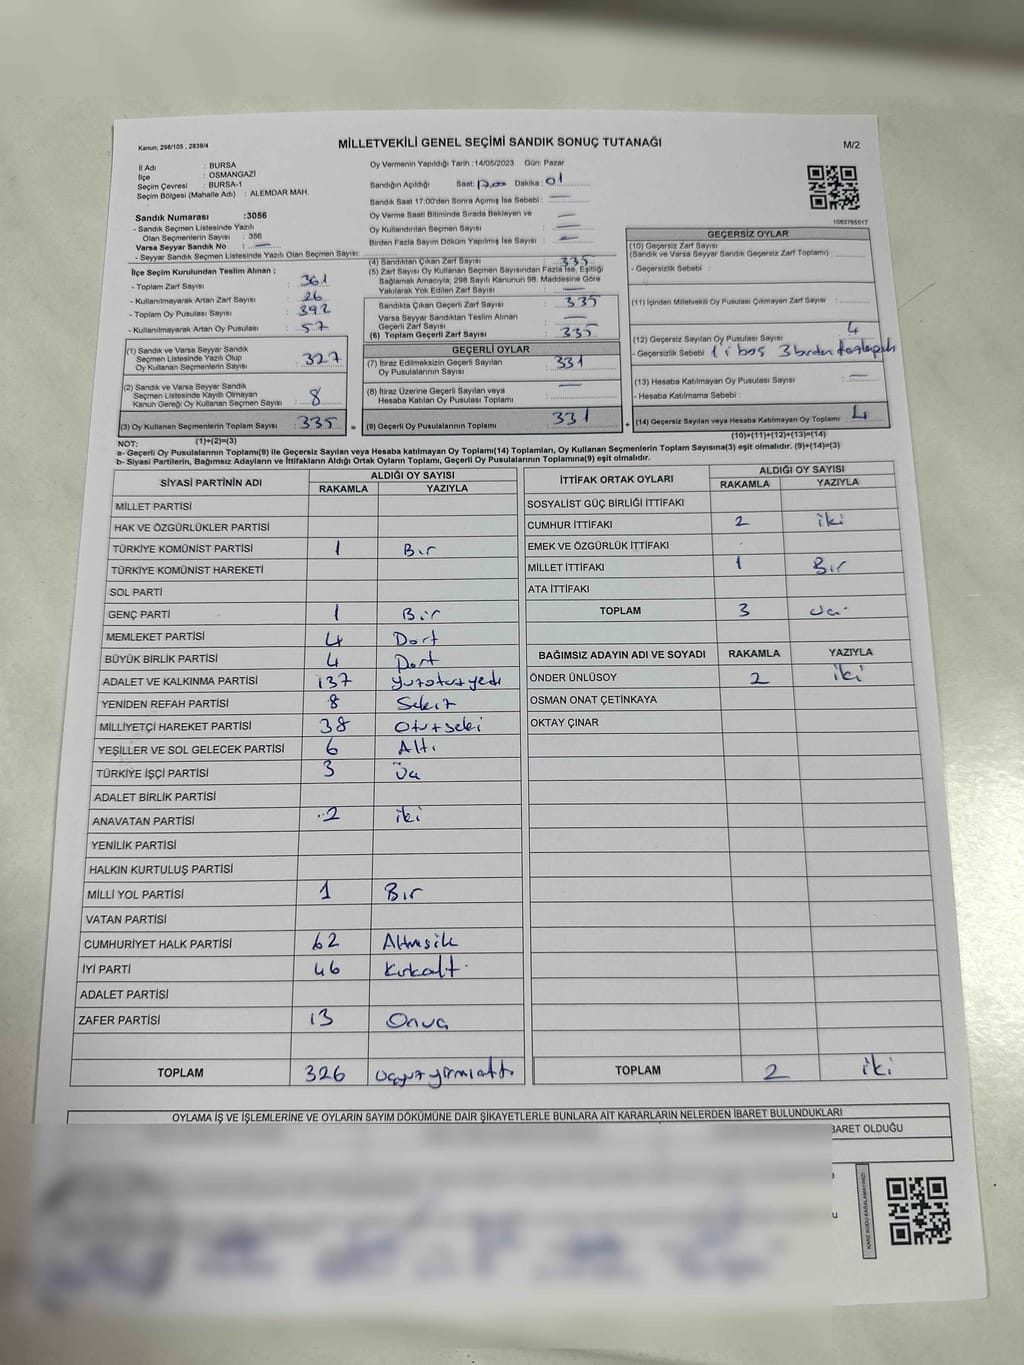 Kanun; 298/105 , 2839/4
MİLLETVEKİLİ GENEL SEÇİMİ SANDIK SONUÇ TUTANAĞI
M/2
İl Adı : BURSA
İlçe : OSMANGAZİ
Seçim Çevresi : BURSA-1
Seçim Bölgesi (Mahalle Adı) : ALEMDAR MAH.
Sandık Numarası :3056
- Sandık Seçmen Listesinde Yazılı
Olan Seçmenlerin Sayısı : 356
Varsa Seyyar Sandık No : —
- Seyyar Sandık Seçmen Listesinde Yazılı Olan Seçmen Sayısı:
İlçe Seçim Kurulundan Teslim Alınan ;
- Toplam Zarf Sayısı : 361
- Kullanılmayarak Artan Zarf Sayısı : 26
- Toplam Oy Pusulası Sayısı : 392
- Kullanılmayarak Artan Oy Pusulası : 57
Oy Vermenin Yapıldığı Tarih :14/05/2023 Gün: Pazar
Sandığın Açıldığı Saat: 17.00 Dakika : 01
Sandık Saat 17:00'den Sonra Açılmış İse Sebebi : —
Oy Verme Saati Bitiminde Sırada Bekleyen ve
Oy Kullandırılan Seçmen Sayısı : —
Birden Fazla Sayım Döküm Yapılmış İse Sayısı : —
(4) Sandıktan Çıkan Zarf Sayısı : 335
(5) Zarf Sayısı Oy Kullanan Seçmen Sayısından Fazla İse, Eşitliği
Sağlamak Amacıyla; 298 Sayılı Kanunun 98. Maddesine Göre
Yakılarak Yok Edilen Zarf Sayısı : —
Sandıkta Çıkan Geçerli Zarf Sayısı : 335
Varsa Seyyar Sandıktan Teslim Alınan
Geçerli Zarf Sayısı : —
(6) Toplam Geçerli Zarf Sayısı : 335
1083765517
GEÇERSİZ OYLAR
(10) Geçersiz Zarf Sayısı
(Sandık ve Varsa Seyyar Sandık Geçersiz Zarf Toplamı) :
- Geçersizlik Sebebi :
(11) İçinden Milletvekili Oy Pusulası Çıkmayan Zarf Sayısı :
(12) Geçersiz Sayılan Oy Pusulası Sayısı : 4
- Geçersizlik Sebebi : 1'i boş 3 birden fazla
(13) Hesaba Katılmayan Oy Pusulası Sayısı : —
- Hesaba Katılmama Sebebi :
(14) Geçersiz Sayılan veya Hesaba Katılmayan Oy Toplamı : 4
(1) Sandık ve Varsa Seyyar Sandık
Seçmen Listesinde Yazılı Olup
Oy Kullanan Seçmenlerin Sayısı : 327
(2) Sandık ve Varsa Seyyar Sandık
Seçmen Listesinde Kayıtlı Olmayan
Kanun Gereği Oy Kullanan Seçmen Sayısı : 8
(3) Oy Kullanan Seçmenlerin Toplam Sayısı : 335 =
GEÇERLİ OYLAR
(7) İtiraz Edilmeksizin Geçerli Sayılan
Oy Pusulalarının Sayısı : 331
(8) İtiraz Üzerine Geçerli Sayılan veya
Hesaba Katılan Oy Pusulası Toplamı : —
(9) Geçerli Oy Pusulalarının Toplamı : 331 +
NOT: (1)+(2)=(3) (10)+(11)+(12)+(13)=(14)
a- Geçerli Oy Pusulalarının Toplamı(9) ile Geçersiz Sayılan veya Hesaba Katılmayan Oy Toplamı(14) Toplamları, Oy Kullanan Seçmenlerin Toplam Sayısına(3) eşit olmalıdır. (9)+(14)=(3)
b- Siyasi Partilerin, Bağımsız Adayların ve İttifakların Aldığı Ortak Oyların Toplamı, Geçerli Oy Pusulalarının Toplamına(9) eşit olmalıdır.
SİYASİ PARTİNİN ADI ALDIĞI OY SAYISI
RAKAMLA YAZIYLA
MİLLET PARTİSİ
HAK VE ÖZGÜRLÜKLER PARTİSİ
TÜRKİYE KOMÜNİST PARTİSİ 1 Bir
TÜRKİYE KOMÜNİST HAREKETİ
SOL PARTİ
GENÇ PARTİ 1 Bir
MEMLEKET PARTİSİ 4 Dort
BÜYÜK BİRLİK PARTİSİ 4 Dort
ADALET VE KALKINMA PARTİSİ 137 yuzotuzyedi
YENİDEN REFAH PARTİSİ 8 Sekiz
MİLLİYETÇİ HAREKET PARTİSİ 38
YEŞİLLER VE SOL GELECEK PARTİSİ 6 Altı
TÜRKİYE İŞÇİ PARTİSİ 3 Üç
ADALET BİRLİK PARTİSİ
ANAVATAN PARTİSİ 2 iki
YENİLİK PARTİSİ
HALKIN KURTULUŞ PARTİSİ
MİLLİ YOL PARTİSİ 1 Bir
VATAN PARTİSİ
CUMHURİYET HALK PARTİSİ 62
İYİ PARTİ 46 Kırkaltı
ADALET PARTİSİ
ZAFER PARTİSİ 13 Onuç
TOPLAM 326 uçyuzyirmialtı
İTTİFAK ORTAK OYLARI ALDIĞI OY SAYISI
RAKAMLA YAZIYLA
SOSYALİST GÜÇ BİRLİĞİ İTTİFAKI
CUMHUR İTTİFAKI 2 iki
EMEK VE ÖZGÜRLÜK İTTİFAKI
MİLLET İTTİFAKI 1 Bir
ATA İTTİFAKI
TOPLAM 3 üç
BAĞIMSIZ ADAYIN ADI VE SOYADI RAKAMLA YAZIYLA
ÖNDER ÜNLÜSOY 2 iki
OSMAN ONAT ÇETİNKAYA
OKTAY ÇINAR
TOPLAM 2 iki
OYLAMA İŞ VE İŞLEMLERİNE VE OYLARIN SAYIM DÖKÜMÜNE DAİR ŞİKAYETLERLE BUNLARA AİT KARARLARIN NELERDEN İBARET BULUNDUKLARI
BARET OLDUĞU
KARE KODU KARALAMAYINIZ!